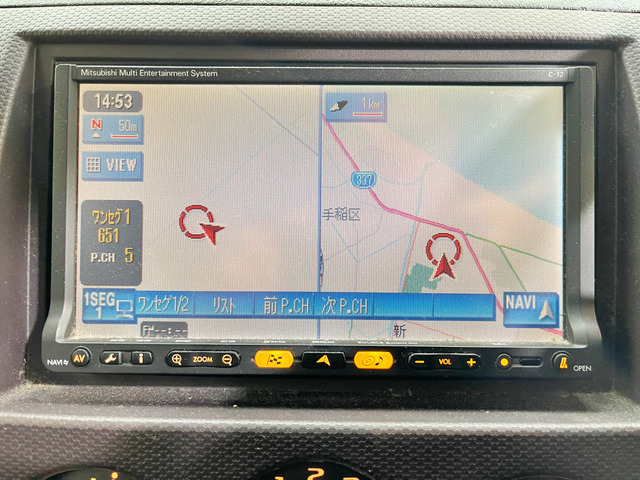 Mitsubishi Multi Entertainment System
C-12
14:53
N 50m
1km
VIEW
337
手稲区
ワンセグ1
651
P.CH 5
1SEG
1
ワンセグ1/2 リスト 前P.CH 次P.CH
NAVI
--:--
新
NAVI AV
i
ZOOM
VOL
OPEN